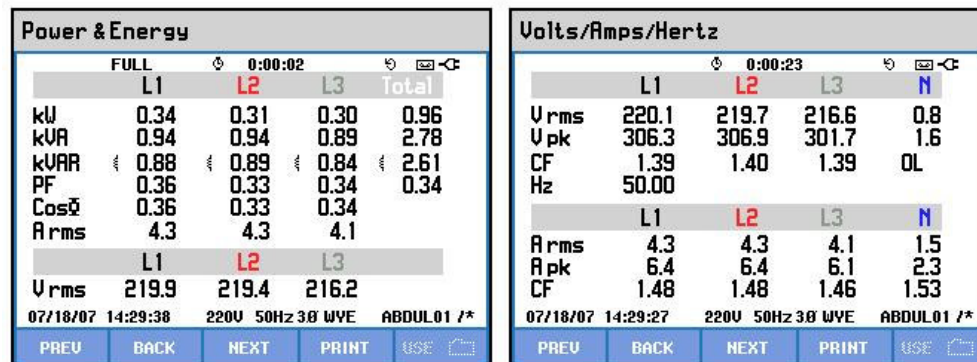 Power & Energy
FULL 0:00:02
L1 L2 L3 Total
kW 0.34 0.31 0.30 0.96
kVA 0.94 0.94 0.89 2.78
kVAR 0.88 0.89 0.84 2.61
PF 0.36 0.33 0.34 0.34
CosΦ 0.36 0.33 0.34
A rms 4.3 4.3 4.1
L1 L2 L3
V rms 219.9 219.4 216.2
07/18/07 14:29:38 220V 50Hz 3Ø WYE ABDUL01 /*
PREV BACK NEXT PRINT USE
Volts/Amps/Hertz
0:00:23
L1 L2 L3 N
V rms 220.1 219.7 216.6 0.8
V pk 306.3 306.9 301.7 1.6
CF 1.39 1.40 1.39 OL
Hz 50.00
L1 L2 L3 N
A rms 4.3 4.3 4.1 1.5
A pk 6.4 6.4 6.1 2.3
CF 1.48 1.48 1.46 1.53
07/18/07 14:29:27 220V 50Hz 3Ø WYE ABDUL01 /*
PREV BACK NEXT PRINT USE